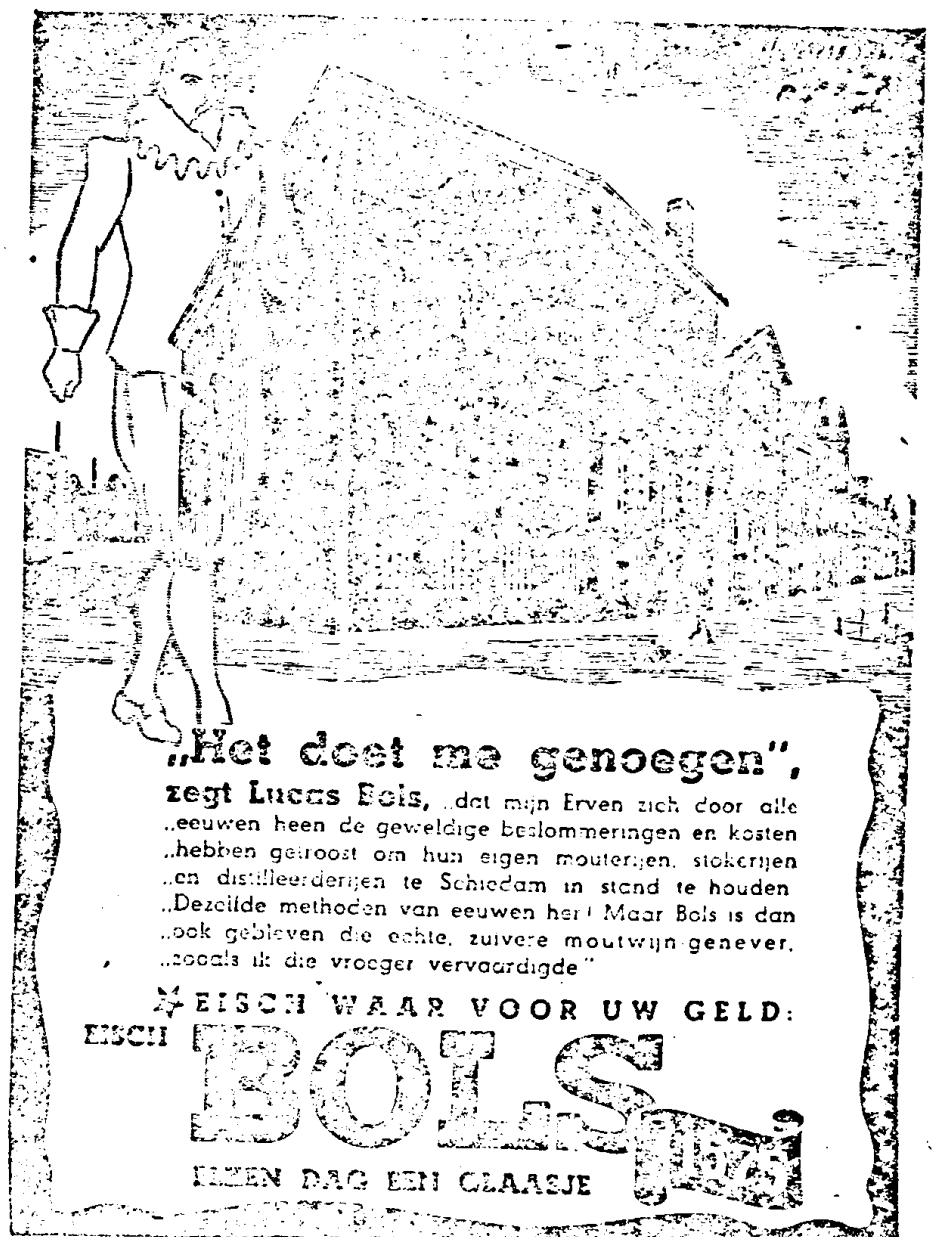 „Het doet me genoegen",
zegt Lucas Bols, „dat mijn Erven zich door alle
„eeuwen heen de geweldige beslommeringen en kosten
„hebben getroost om hun eigen mouterijen, stokerijen
„en distilleerderijen te Schiedam in stand te houden
„Dezelfde methoden van eeuwen her! Maar Bols is dan
„ook gebleven die echte, zuivere moutwijn-genever,
„zooals ik die vroeger vervaardigde"
EISCH WAAR VOOR UW GELD:
EISCH
BOLS
ELKEN DAG EEN GLAASJE